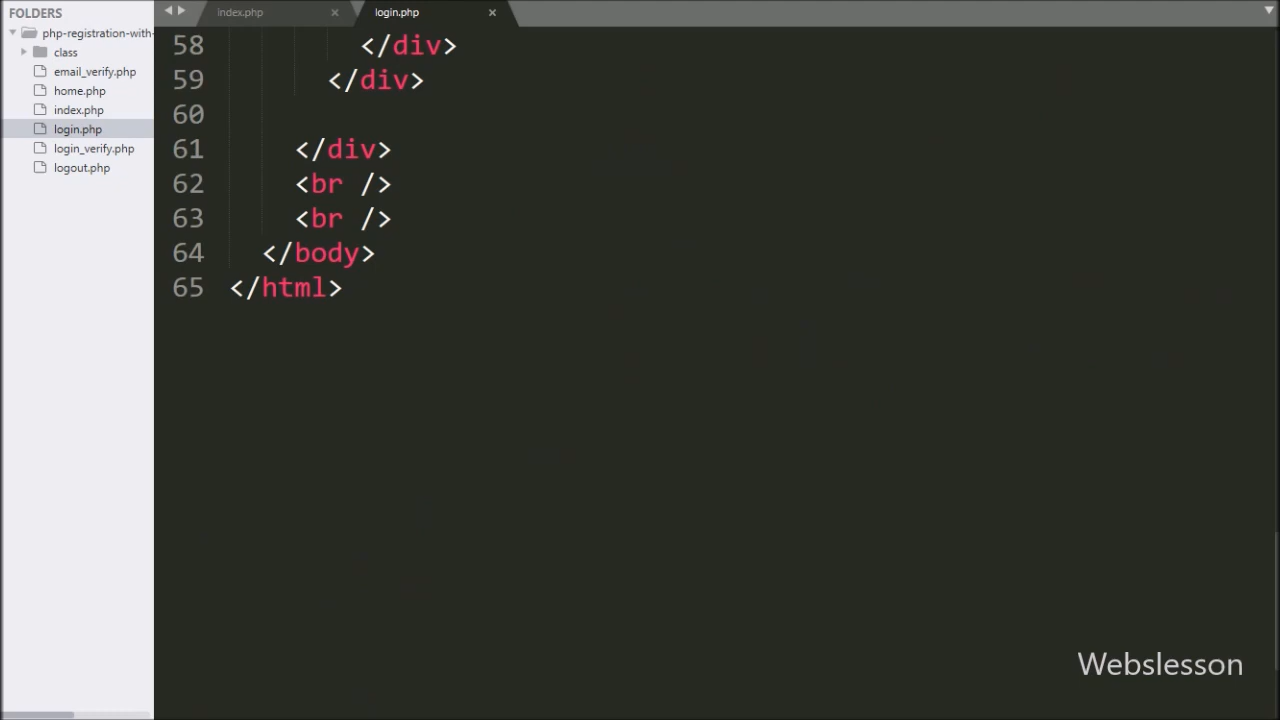 FOLDERS
php-registration-with-
class
email_verify.php
home.php
index.php
login.php
login_verify.php
logout.php
index.php ×
login.php ×
58 </div>
59 </div>
60
61 </div>
62 <br />
63 <br />
64 </body>
65 </html>
Webslesson